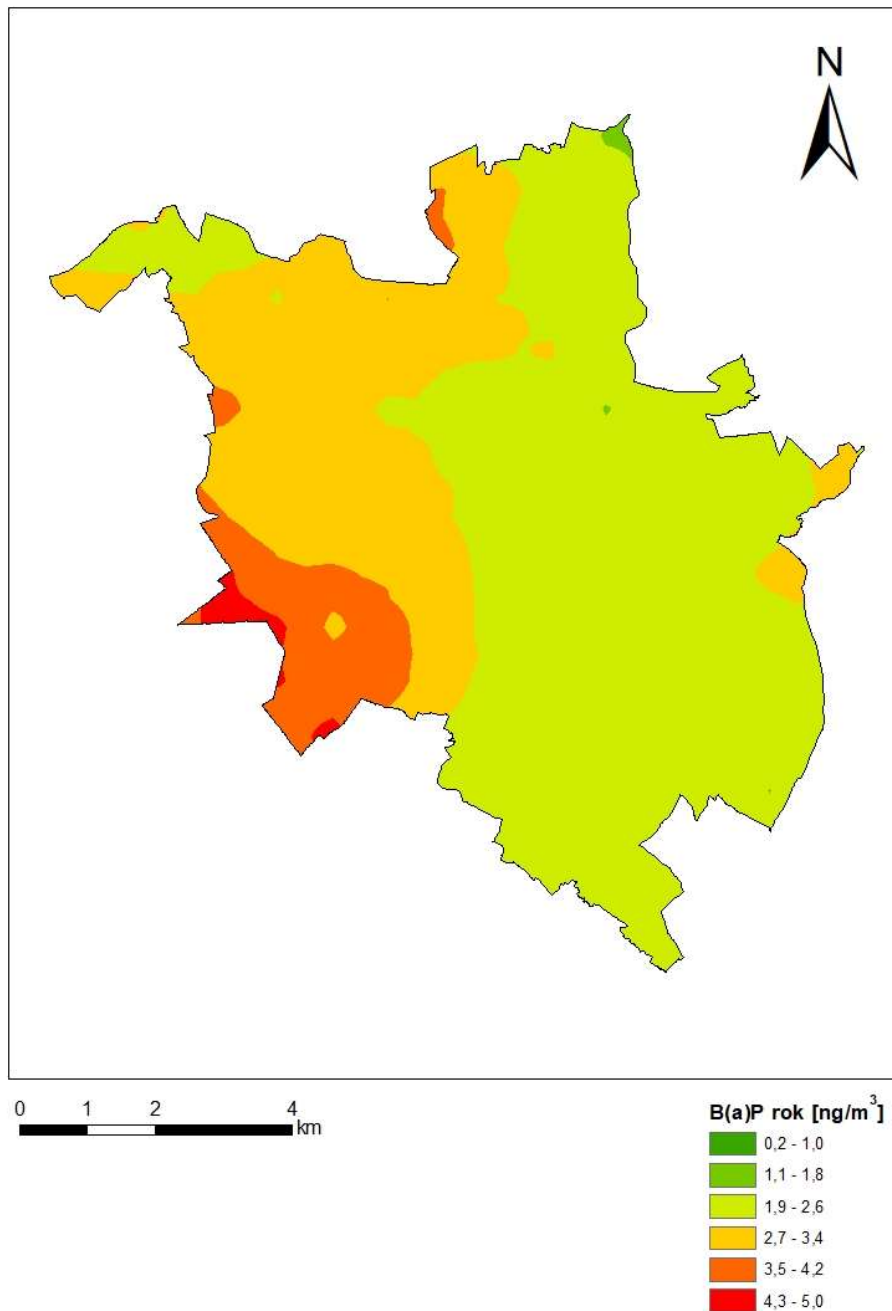 N
0 1 2 4
km
B(a)P rok [ng/m³]
0,2 - 1,0
1,1 - 1,8
1,9 - 2,6
2,7 - 3,4
3,5 - 4,2
4,3 - 5,0